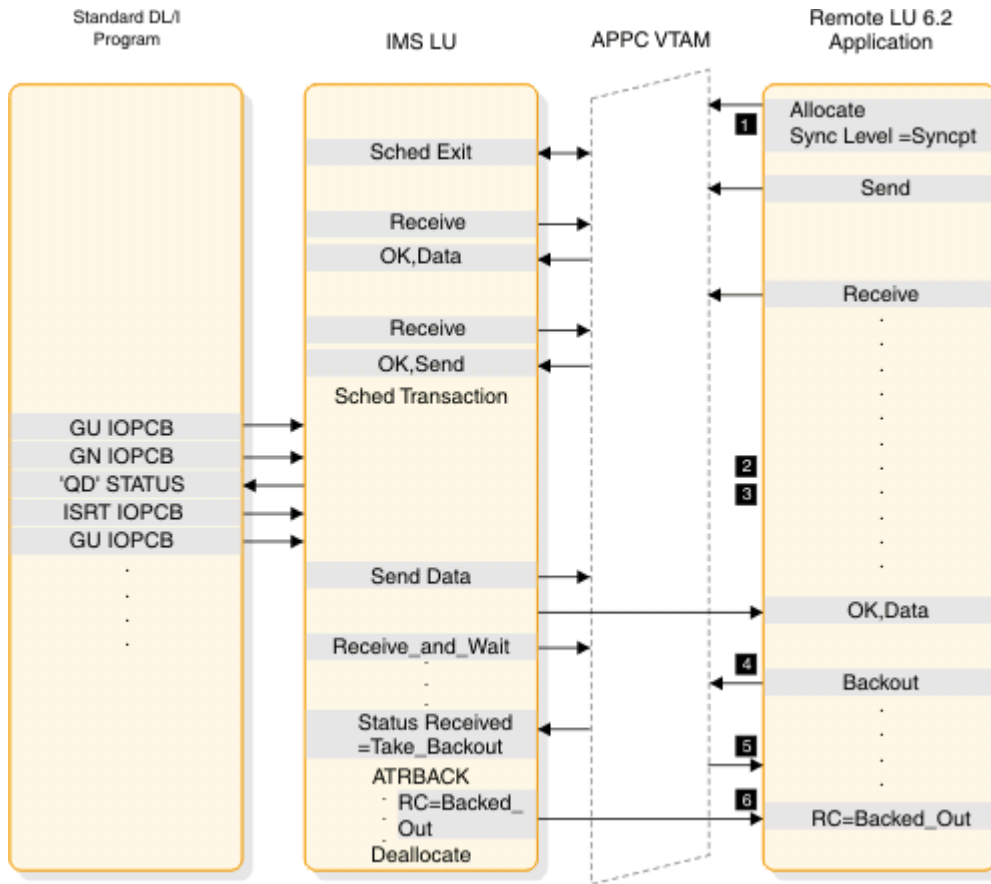 Standard DL/I
Program
IMS LU
APPC VTAM
Remote LU 6.2
Application
1
Allocate
Sync Level =Syncpt
Sched Exit
Send
Receive
OK,Data
Receive
Receive
OK,Send
Sched Transaction
GU IOPCB
GN IOPCB
'QD' STATUS
ISRT IOPCB
GU IOPCB
2
3
Send Data
OK,Data
Receive_and_Wait
4
Backout
Status Received
=Take_Backout
5
ATRBACK
RC=Backed_
Out
6
RC=Backed_Out
Deallocate